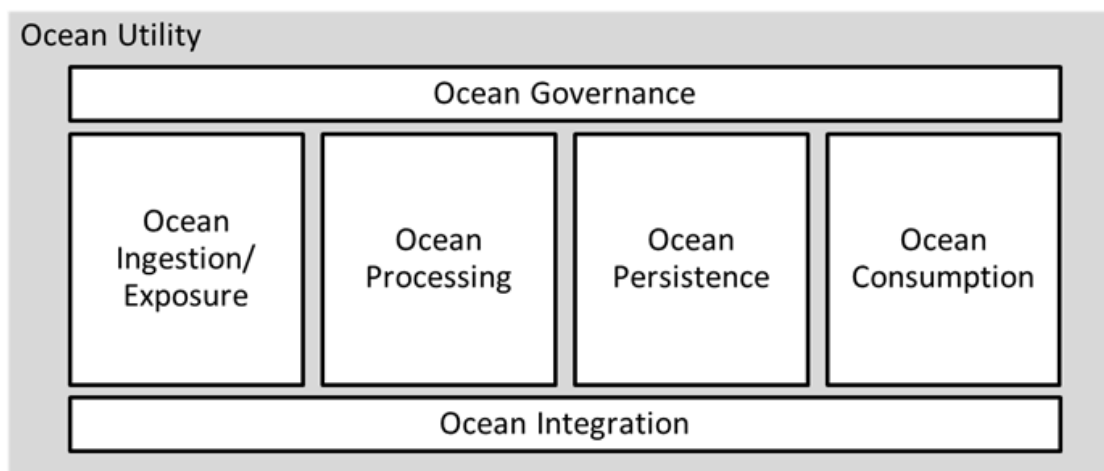 Ocean Utility
Ocean Governance
Ocean
Ingestion/
Exposure
Ocean
Processing
Ocean
Persistence
Ocean
Consumption
Ocean Integration